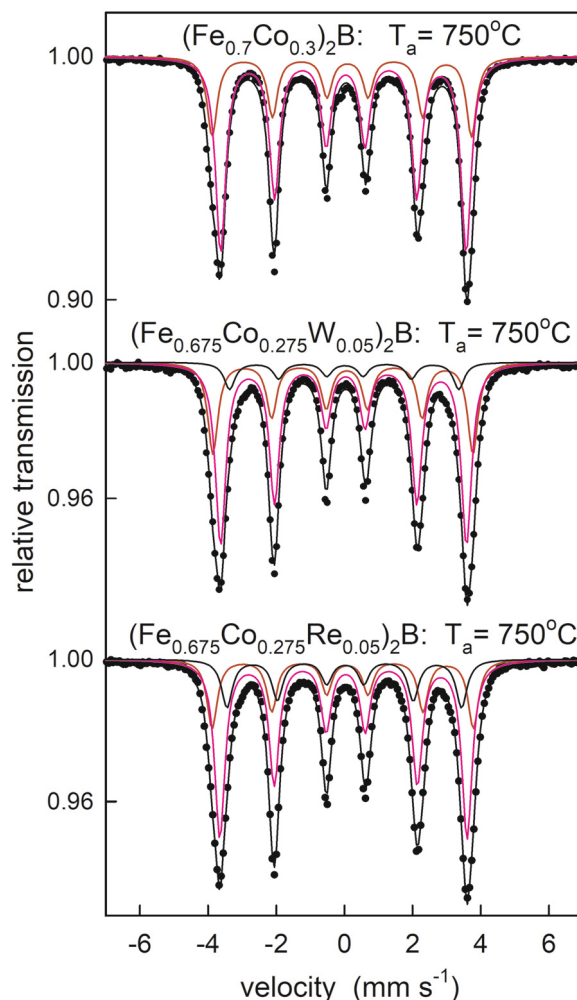 (Fe₀.₇Co₀.₃)₂B: Tₐ = 750°C
1.00
0.90
(Fe₀.₆₇₅Co₀.₂₇₅W₀.₀₅)₂B: Tₐ = 750°C
1.00
0.96
(Fe₀.₆₇₅Co₀.₂₇₅Re₀.₀₅)₂B: Tₐ = 750°C
1.00
0.96
relative transmission
-6 -4 -2 0 2 4 6
velocity (mm s⁻¹)